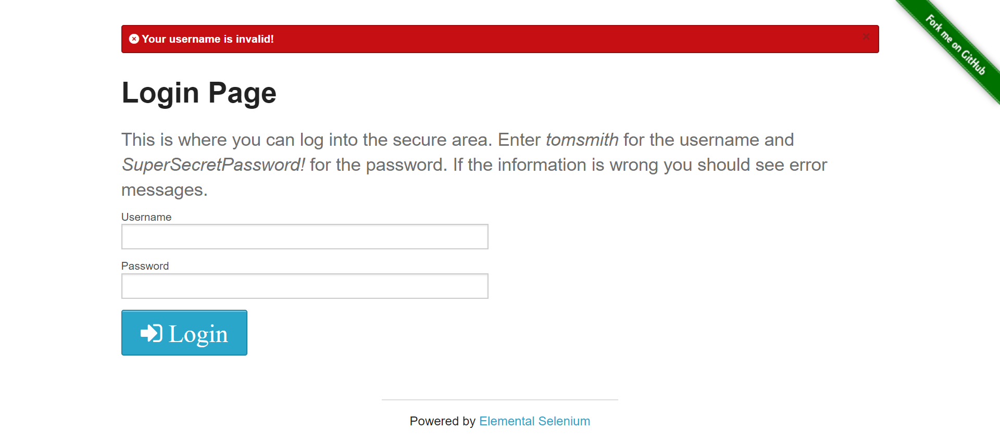 Your username is invalid!
Fork me on GitHub
Login Page
This is where you can log into the secure area. Enter tomsmith for the username and
SuperSecretPassword! for the password. If the information is wrong you should see error
messages.
Username
Password
Login
Powered by Elemental Selenium